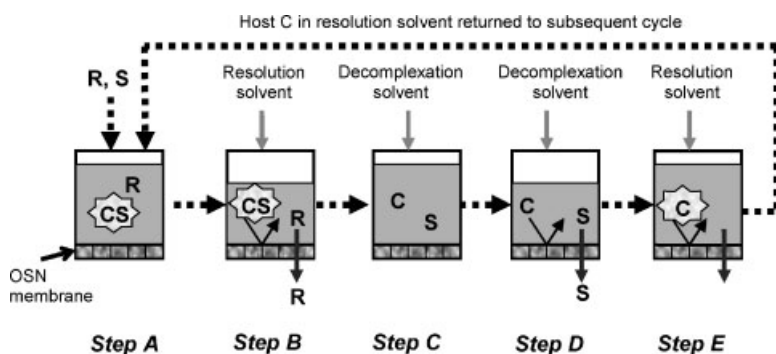 Host C in resolution solvent returned to subsequent cycle
R, S
Resolution
solvent
Decomplexation
solvent
Decomplexation
solvent
Resolution
solvent
R
CS
CS
R
C
S
C
S
C
R
S
OSN
membrane
Step A
Step B
Step C
Step D
Step E